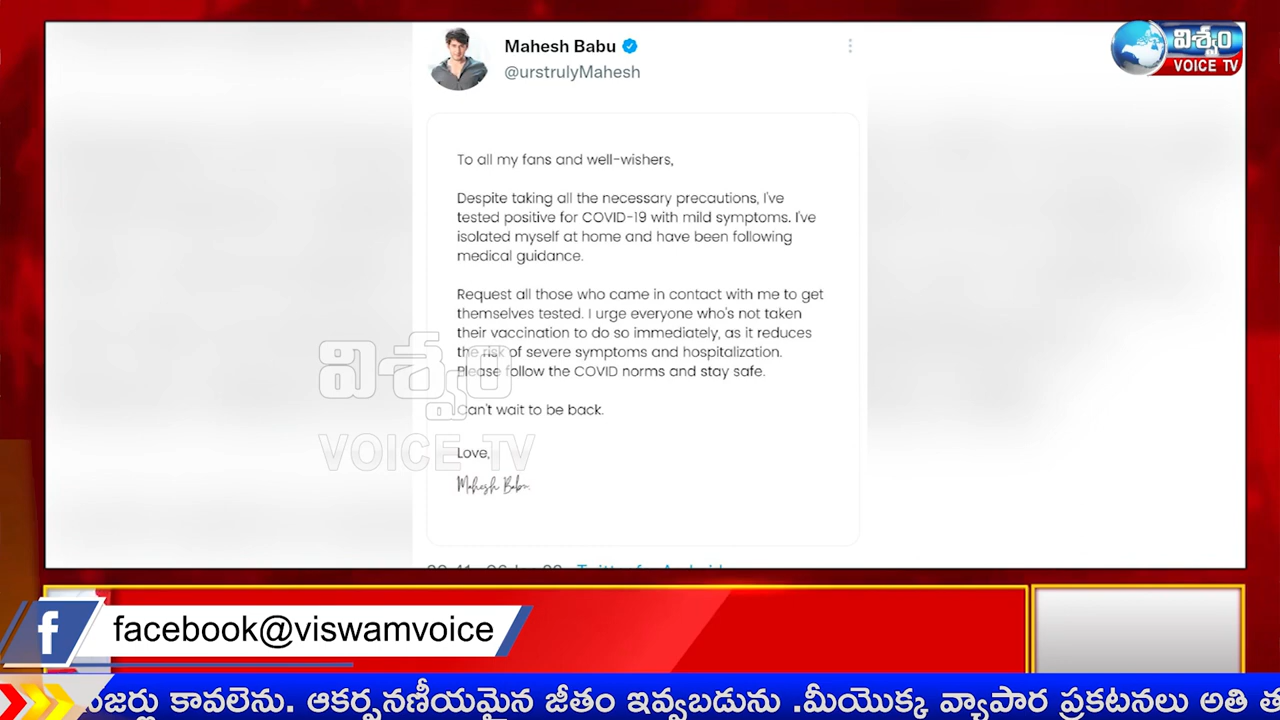 Mahesh Babu
@urstrulyMahesh
విశ్వం
VOICE TV
To all my fans and well-wishers,
Despite taking all the necessary precautions, I've
tested positive for COVID-19 with mild symptoms. I've
isolated myself at home and have been following
medical guidance.
Request all those who came in contact with me to get
themselves tested. I urge everyone who's not taken
their vaccination to do so immediately, as it reduces
the risk of severe symptoms and hospitalization.
Please follow the COVID norms and stay safe.
Can't wait to be back.
Love,
Mahesh Babu
విశ్వం
VOICE TV
facebook@viswamvoice
కావలెను. ఆకర్షనణీయమైన జీతం ఇవ్వబడును .మీయొక్క వ్యాపార ప్రకటనలు అతి